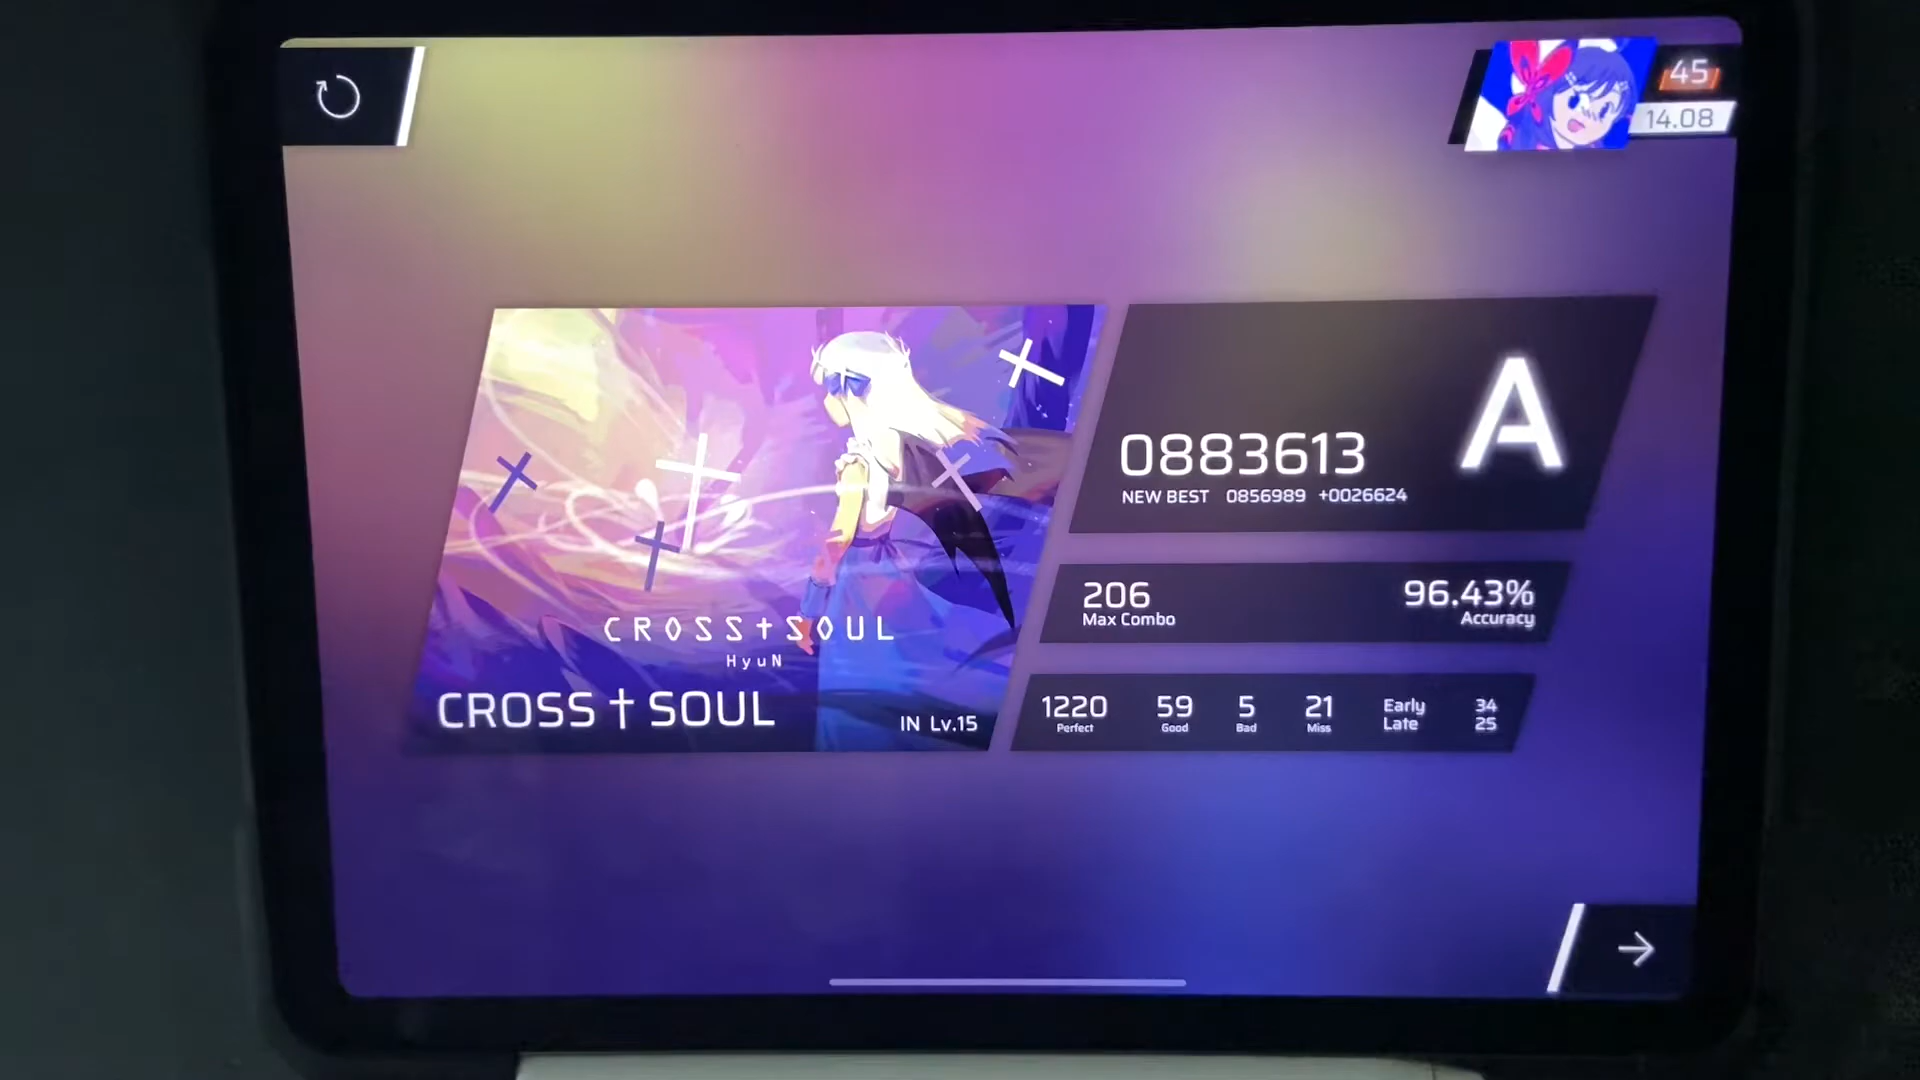 45
14.08
0883613
A
NEW BEST 0856989 +0026624
206
Max Combo
96.43%
Accuracy
CROSS†SOUL
HyuN
CROSS † SOUL
IN Lv.15
1220
Perfect
59
Good
5
Bad
21
Miss
Early 34
Late 25